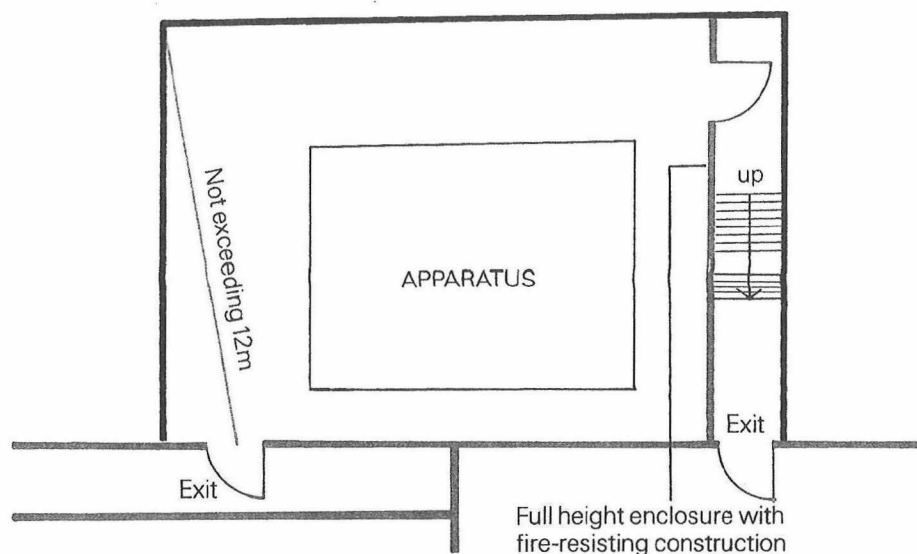 Not exceeding 12m
up
APPARATUS
Exit
Exit
Full height enclosure with
fire-resisting construction